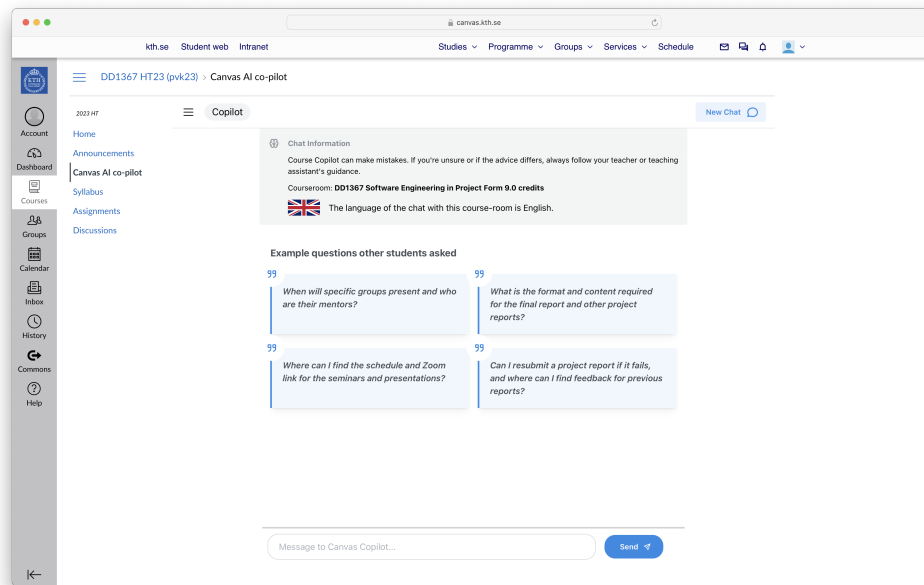 canvas.kth.se
kth.se Student web Intranet Studies Programme Groups Services Schedule
KTH
DD1367 HT23 (pvk23) › Canvas AI co-pilot
Account
Dashboard
Courses
Groups
Calendar
Inbox
History
Commons
Help
2023 HT
Home
Announcements
Canvas AI co-pilot
Syllabus
Assignments
Discussions
Copilot
New Chat
Chat Information
Course Copilot can make mistakes. If you're unsure or if the advice differs, always follow your teacher or teaching
assistant's guidance.
Courseroom: DD1367 Software Engineering in Project Form 9.0 credits
The language of the chat with this course-room is English.
Example questions other students asked
When will specific groups present and who
are their mentors?
What is the format and content required
for the final report and other project
reports?
Where can I find the schedule and Zoom
link for the seminars and presentations?
Can I resubmit a project report if it fails,
and where can I find feedback for previous
reports?
Message to Canvas Copilot...
Send